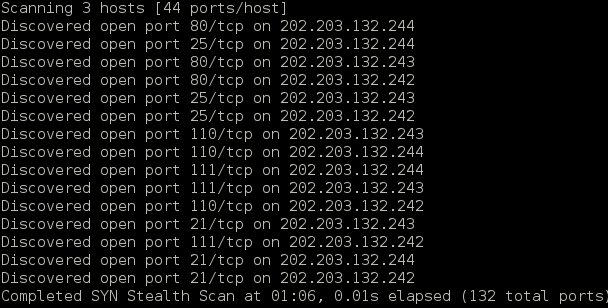 Scanning 3 hosts [44 ports/host]
Discovered open port 80/tcp on 202.203.132.244
Discovered open port 25/tcp on 202.203.132.244
Discovered open port 80/tcp on 202.203.132.243
Discovered open port 80/tcp on 202.203.132.242
Discovered open port 25/tcp on 202.203.132.243
Discovered open port 25/tcp on 202.203.132.242
Discovered open port 110/tcp on 202.203.132.243
Discovered open port 110/tcp on 202.203.132.244
Discovered open port 111/tcp on 202.203.132.244
Discovered open port 111/tcp on 202.203.132.243
Discovered open port 110/tcp on 202.203.132.242
Discovered open port 21/tcp on 202.203.132.243
Discovered open port 111/tcp on 202.203.132.242
Discovered open port 21/tcp on 202.203.132.244
Discovered open port 21/tcp on 202.203.132.242
Completed SYN Stealth Scan at 01:06, 0.01s elapsed (132 total ports)